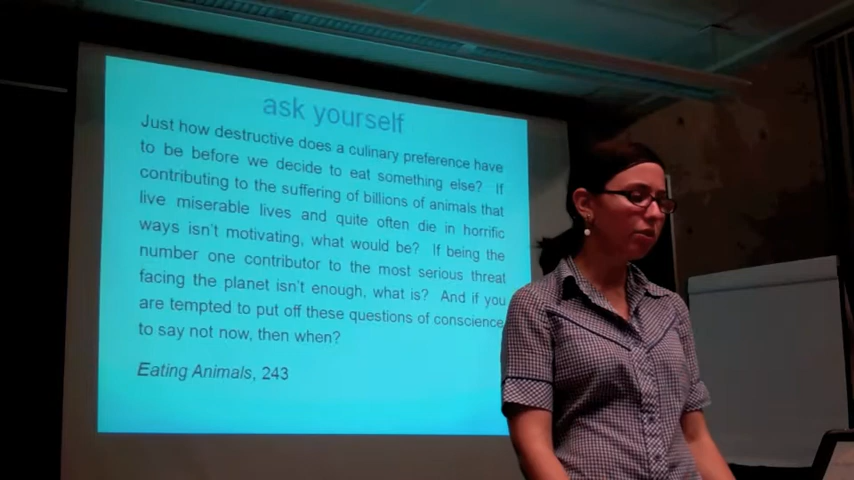 ask yourself
Just how destructive does a culinary preference have
to be before we decide to eat something else? If
contributing to the suffering of billions of animals that
live miserable lives and quite often die in horrific
ways isn't motivating, what would be? If being the
number one contributor to the most serious threat
facing the planet isn't enough, what is? And if you
are tempted to put off these questions of conscience,
to say not now, then when?
Eating Animals, 243